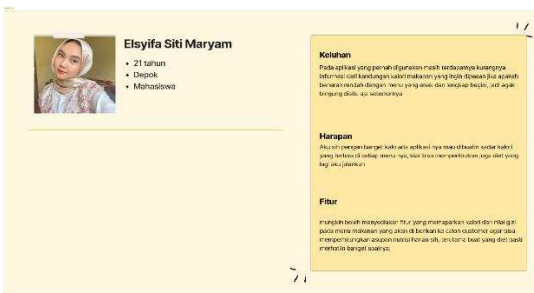 Elsyifa Siti Maryam
21 tahun
Depok
Mahasiswa
Keluhan
Pada aplikasi yang pernah digunakan masih terdapatnya kurangnya
informasi dari kandungan kalori makanan yang ingin dipesan jika apakah
beneran rendah dengan menu yang enak dan lengkap begini, jadi agak
bingung disitu aja sebenarnya
Harapan
Aku sih pengen banget kalo ada aplikasi nya mau dibuatin kadar kalori
yang tertera di setiap menu nya, biar bisa memperkirakan juga diet yang
lagi aku jalankan
Fitur
mungkin boleh menyediakan fitur yang memaparkan kalori dan nilai gizi
pada menu makanan yang akan di berikan ke calon customer agar bisa
memperhitungkan asupan nutrisi harian sih, terutama buat yang diet pasti
merhatiin banget soalnya.